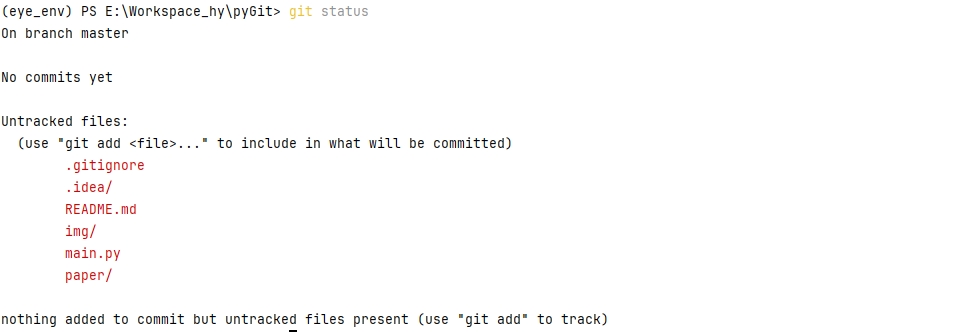 (eye_env) PS E:\Workspace_hy\pyGit> git status
On branch master
No commits yet
Untracked files:
(use "git add <file>..." to include in what will be committed)
.gitignore
.idea/
README.md
img/
main.py
paper/
nothing added to commit but untracked files present (use "git add" to track)